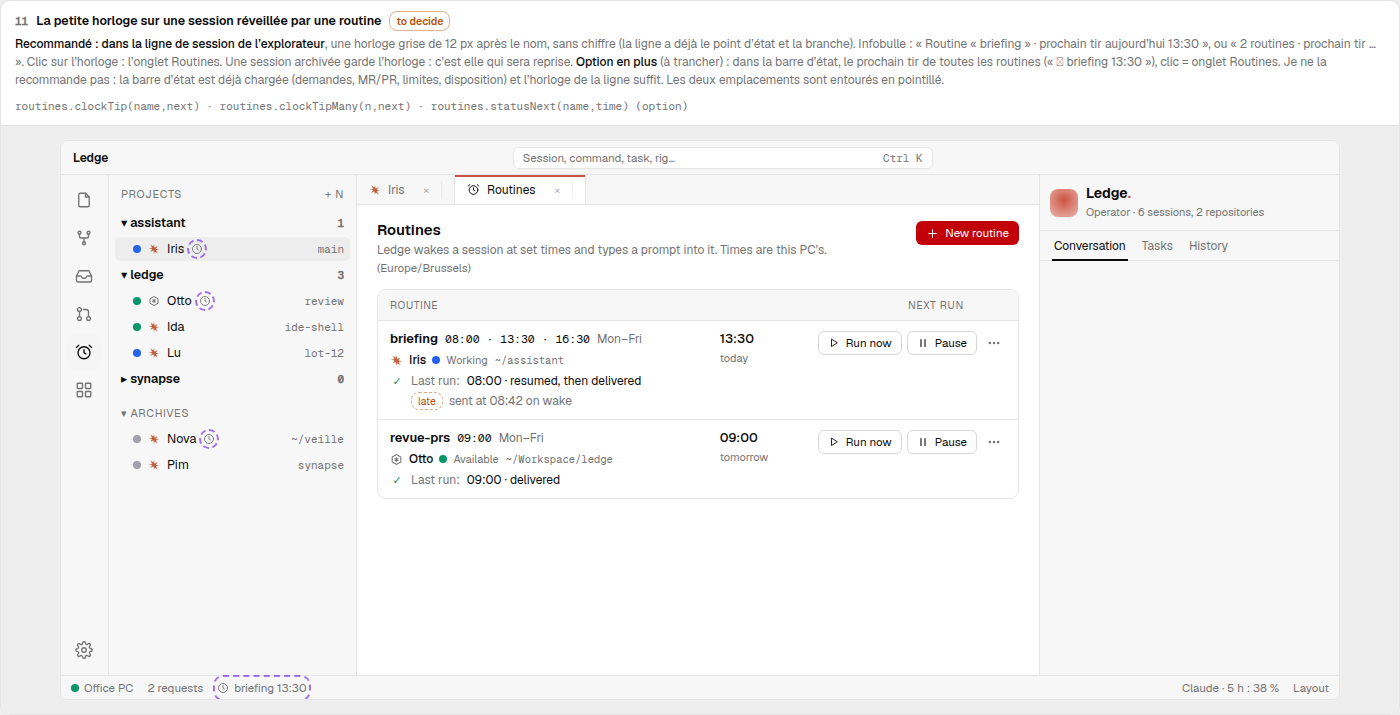 11 La petite horloge sur une session réveillée par une routine to decide
Recommandé : dans la ligne de session de l'explorateur, une horloge grise de 12 px après le nom, sans chiffre (la ligne a déjà le point d'état et la branche). Infobulle : « Routine « briefing » · prochain tir aujourd'hui 13:30 », ou « 2 routines · prochain tir …
». Clic sur l'horloge : l'onglet Routines. Une session archivée garde l'horloge : c'est elle qui sera reprise. Option en plus (à trancher) : dans la barre d'état, le prochain tir de toutes les routines (« briefing 13:30 »), clic = onglet Routines. Je ne la
recommande pas : la barre d'état est déjà chargée (demandes, MR/PR, limites, disposition) et l'horloge de la ligne suffit. Les deux emplacements sont entourés en pointillé.
routines.clockTip(name,next) · routines.clockTipMany(n,next) · routines.statusNext(name,time) (option)
Ledge
Session, command, task, rig… Ctrl K
PROJECTS + N
▾ assistant 1
Iris main
▾ ledge 3
Otto review
Ida ide-shell
Lu lot-12
▸ synapse 0
▾ ARCHIVES
Nova ~/veille
Pim synapse
Iris ×
Routines ×
Routines
Ledge wakes a session at set times and types a prompt into it. Times are this PC's.
(Europe/Brussels)
+ New routine
ROUTINE NEXT RUN
briefing 08:00 · 13:30 · 16:30 Mon–Fri 13:30 Run now Pause ···
Iris Working ~/assistant today
✓ Last run: 08:00 · resumed, then delivered
late sent at 08:42 on wake
revue-prs 09:00 Mon–Fri 09:00 Run now Pause ···
Otto Available ~/Workspace/ledge tomorrow
✓ Last run: 09:00 · delivered
Ledge.
Operator · 6 sessions, 2 repositories
Conversation Tasks History
Office PC 2 requests briefing 13:30 Claude · 5 h : 38 % Layout